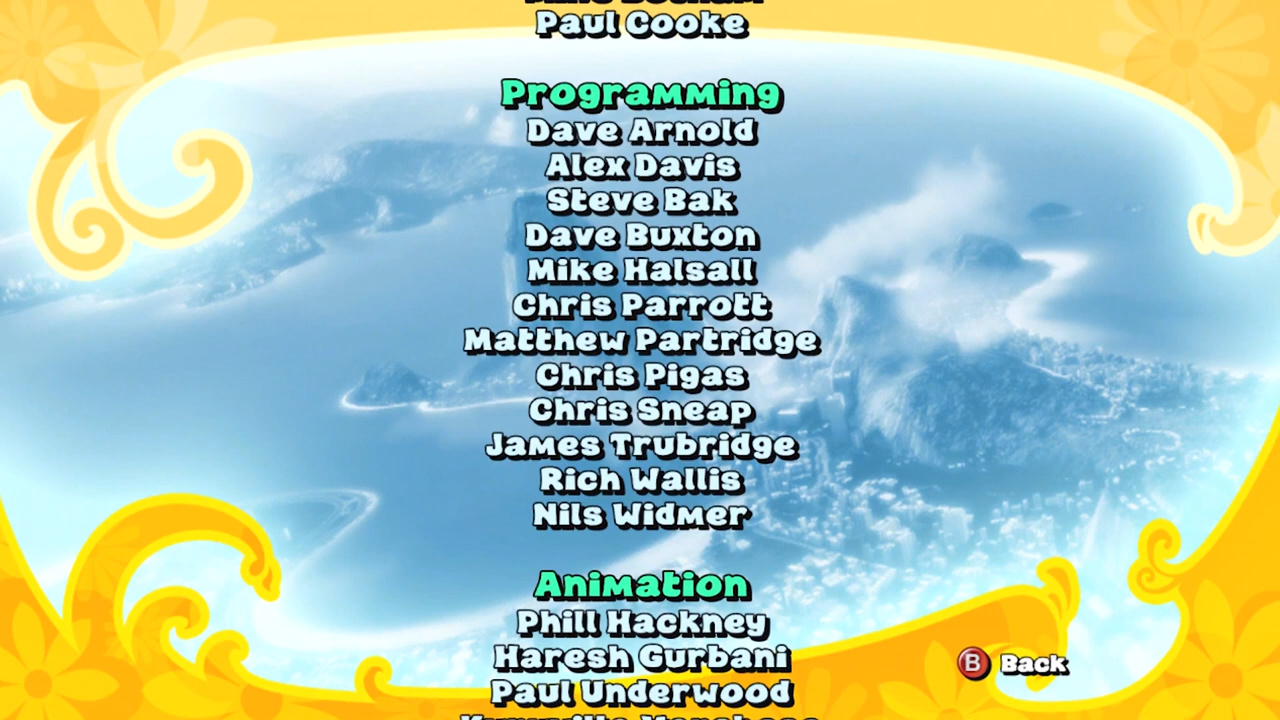 Paul Cooke
Programming
Dave Arnold
Alex Davis
Steve Bak
Dave Buxton
Mike Halsall
Chris Parrott
Matthew Partridge
Chris Pigas
Chris Sneap
James Trubridge
Rich Wallis
Nils Widmer
Animation
Phill Hackney
Haresh Gurbani
Paul Underwood
B Back